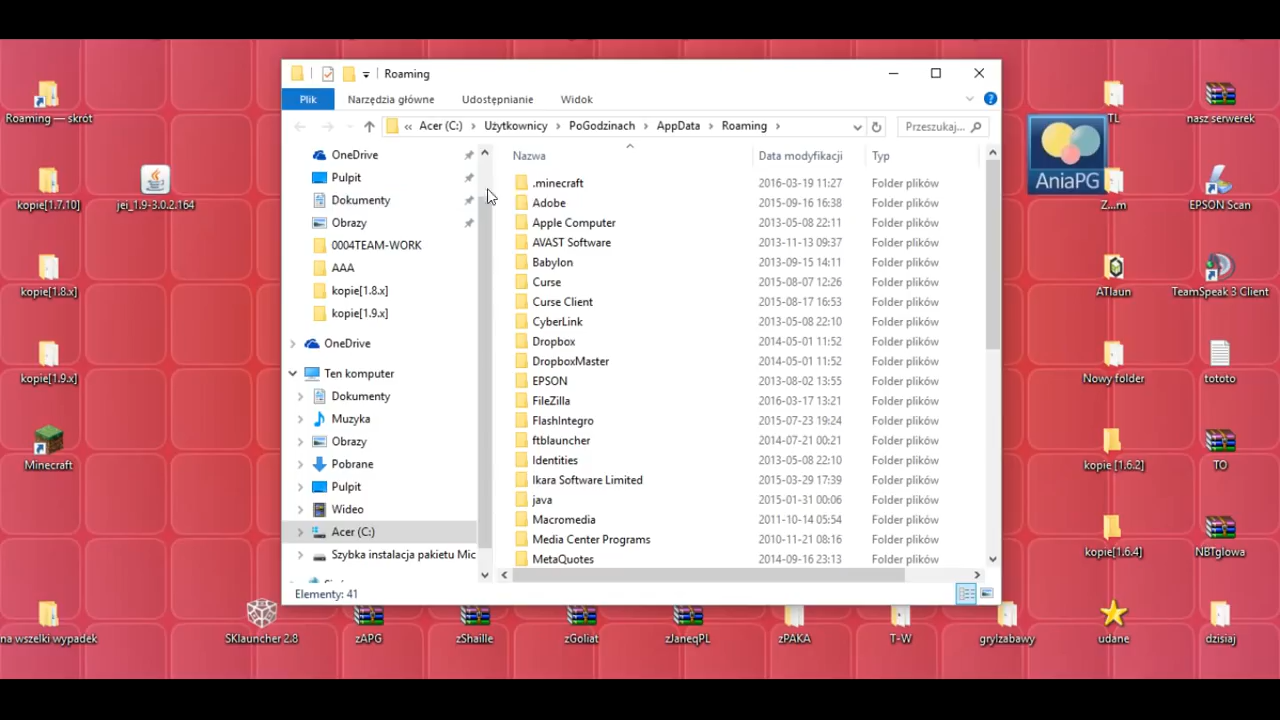 Roaming
Plik Narzędzia główne Udostępnianie Widok
« Acer (C:) › Użytkownicy › PoGodzinach › AppData › Roaming ›
Przeszukaj...
OneDrive
Pulpit
Dokumenty
Obrazy
0004TEAM-WORK
AAA
kopie[1.8.x]
kopie[1.9.x]
OneDrive
Ten komputer
Dokumenty
Muzyka
Obrazy
Pobrane
Pulpit
Wideo
Acer (C:)
Szybka instalacja pakietu Mic
Nazwa Data modyfikacji Typ
.minecraft 2016-03-19 11:27 Folder plików
Adobe 2015-09-16 16:38 Folder plików
Apple Computer 2013-05-08 22:11 Folder plików
AVAST Software 2013-11-13 09:37 Folder plików
Babylon 2013-09-15 14:11 Folder plików
Curse 2015-08-07 12:26 Folder plików
Curse Client 2015-08-17 16:53 Folder plików
CyberLink 2013-05-08 22:10 Folder plików
Dropbox 2014-05-01 11:52 Folder plików
DropboxMaster 2014-05-01 11:52 Folder plików
EPSON 2013-08-02 13:55 Folder plików
FileZilla 2016-03-17 13:21 Folder plików
FlashIntegro 2015-07-23 19:24 Folder plików
ftblauncher 2014-07-21 00:21 Folder plików
Identities 2013-05-08 22:10 Folder plików
Ikara Software Limited 2015-03-29 17:39 Folder plików
java 2015-01-31 00:06 Folder plików
Macromedia 2011-10-14 05:54 Folder plików
Media Center Programs 2010-11-21 08:16 Folder plików
MetaQuotes 2014-09-16 23:13 Folder plików
Elementy: 41
Roaming — skrót
kopie[1.7.10]
jei_1.9-3.0.2.164
kopie[1.8.x]
kopie[1.9.x]
Minecraft
na wszelki wypadek
SKlauncher 2.8
zAPG
zShaille
zGoliat
zJaneqPL
zPAKA
T-W
gryIzabawy
udane
dzisiaj
TL
nasz serwerek
AniaPG
Z...m
EPSON Scan
ATlaun
TeamSpeak 3 Client
Nowy folder
tototo
kopie [1.6.2]
TO
kopie[1.6.4]
NBTglowa